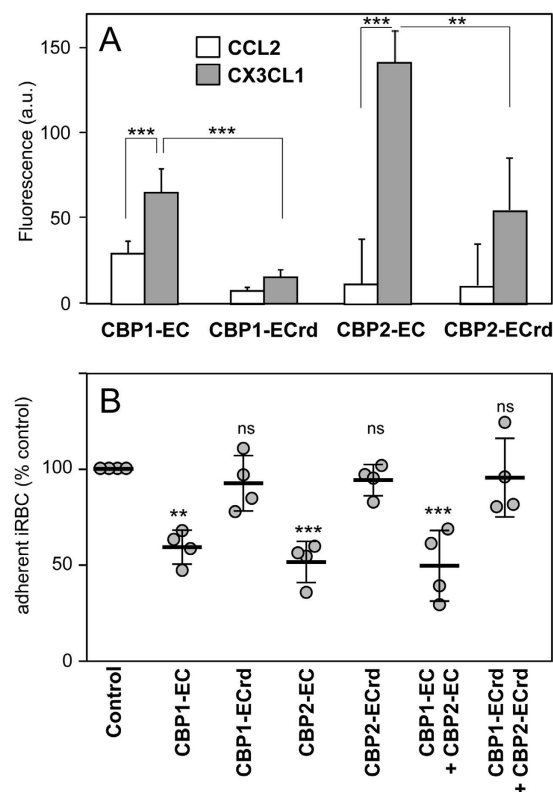 A
CCL2
CX3CL1
***
***
***
**
Fluorescence (a.u.)
150
100
50
0
CBP1-EC
CBP1-ECrd
CBP2-EC
CBP2-ECrd
B
adherent iRBC (% control)
100
50
0
**
ns
***
ns
***
ns
Control
CBP1-EC
CBP1-ECrd
CBP2-EC
CBP2-ECrd
CBP1-EC
+ CBP2-EC
CBP1-ECrd
+ CBP2-ECrd